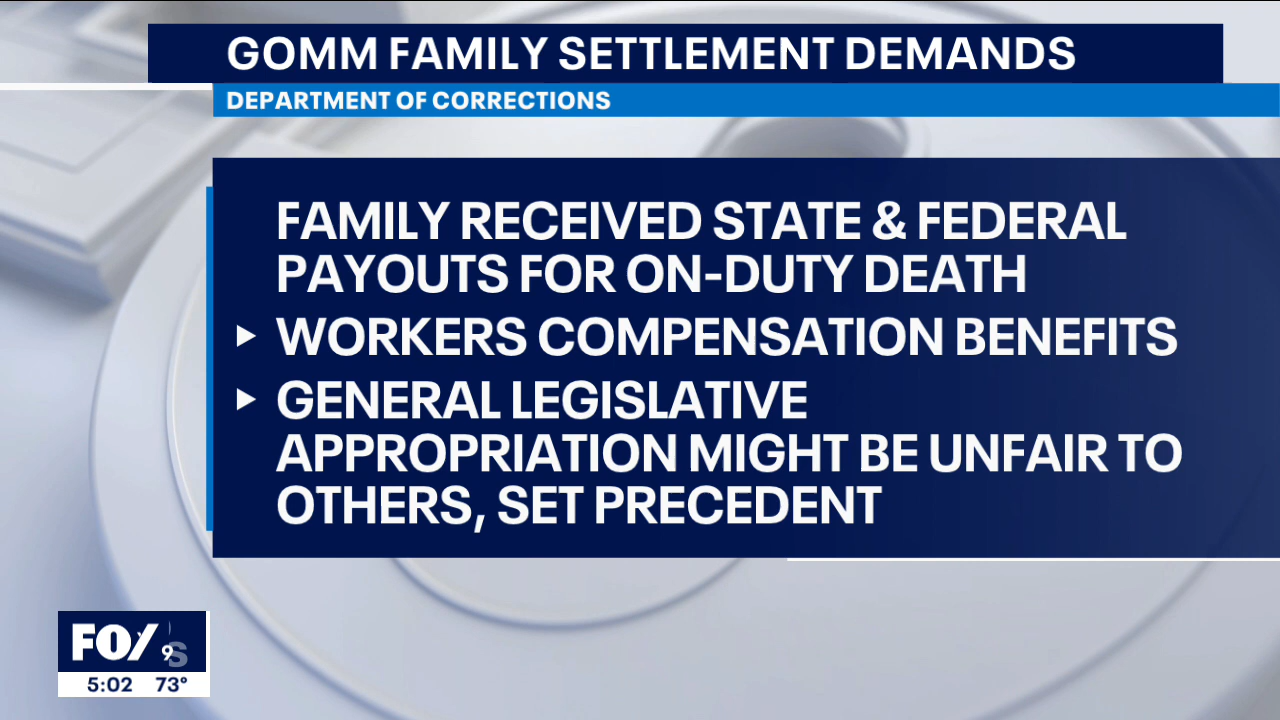 GOMM FAMILY SETTLEMENT DEMANDS
DEPARTMENT OF CORRECTIONS
FAMILY RECEIVED STATE & FEDERAL
PAYOUTS FOR ON-DUTY DEATH
WORKERS COMPENSATION BENEFITS
GENERAL LEGISLATIVE
APPROPRIATION MIGHT BE UNFAIR TO
OTHERS, SET PRECEDENT
FOX 9
5:02 73°